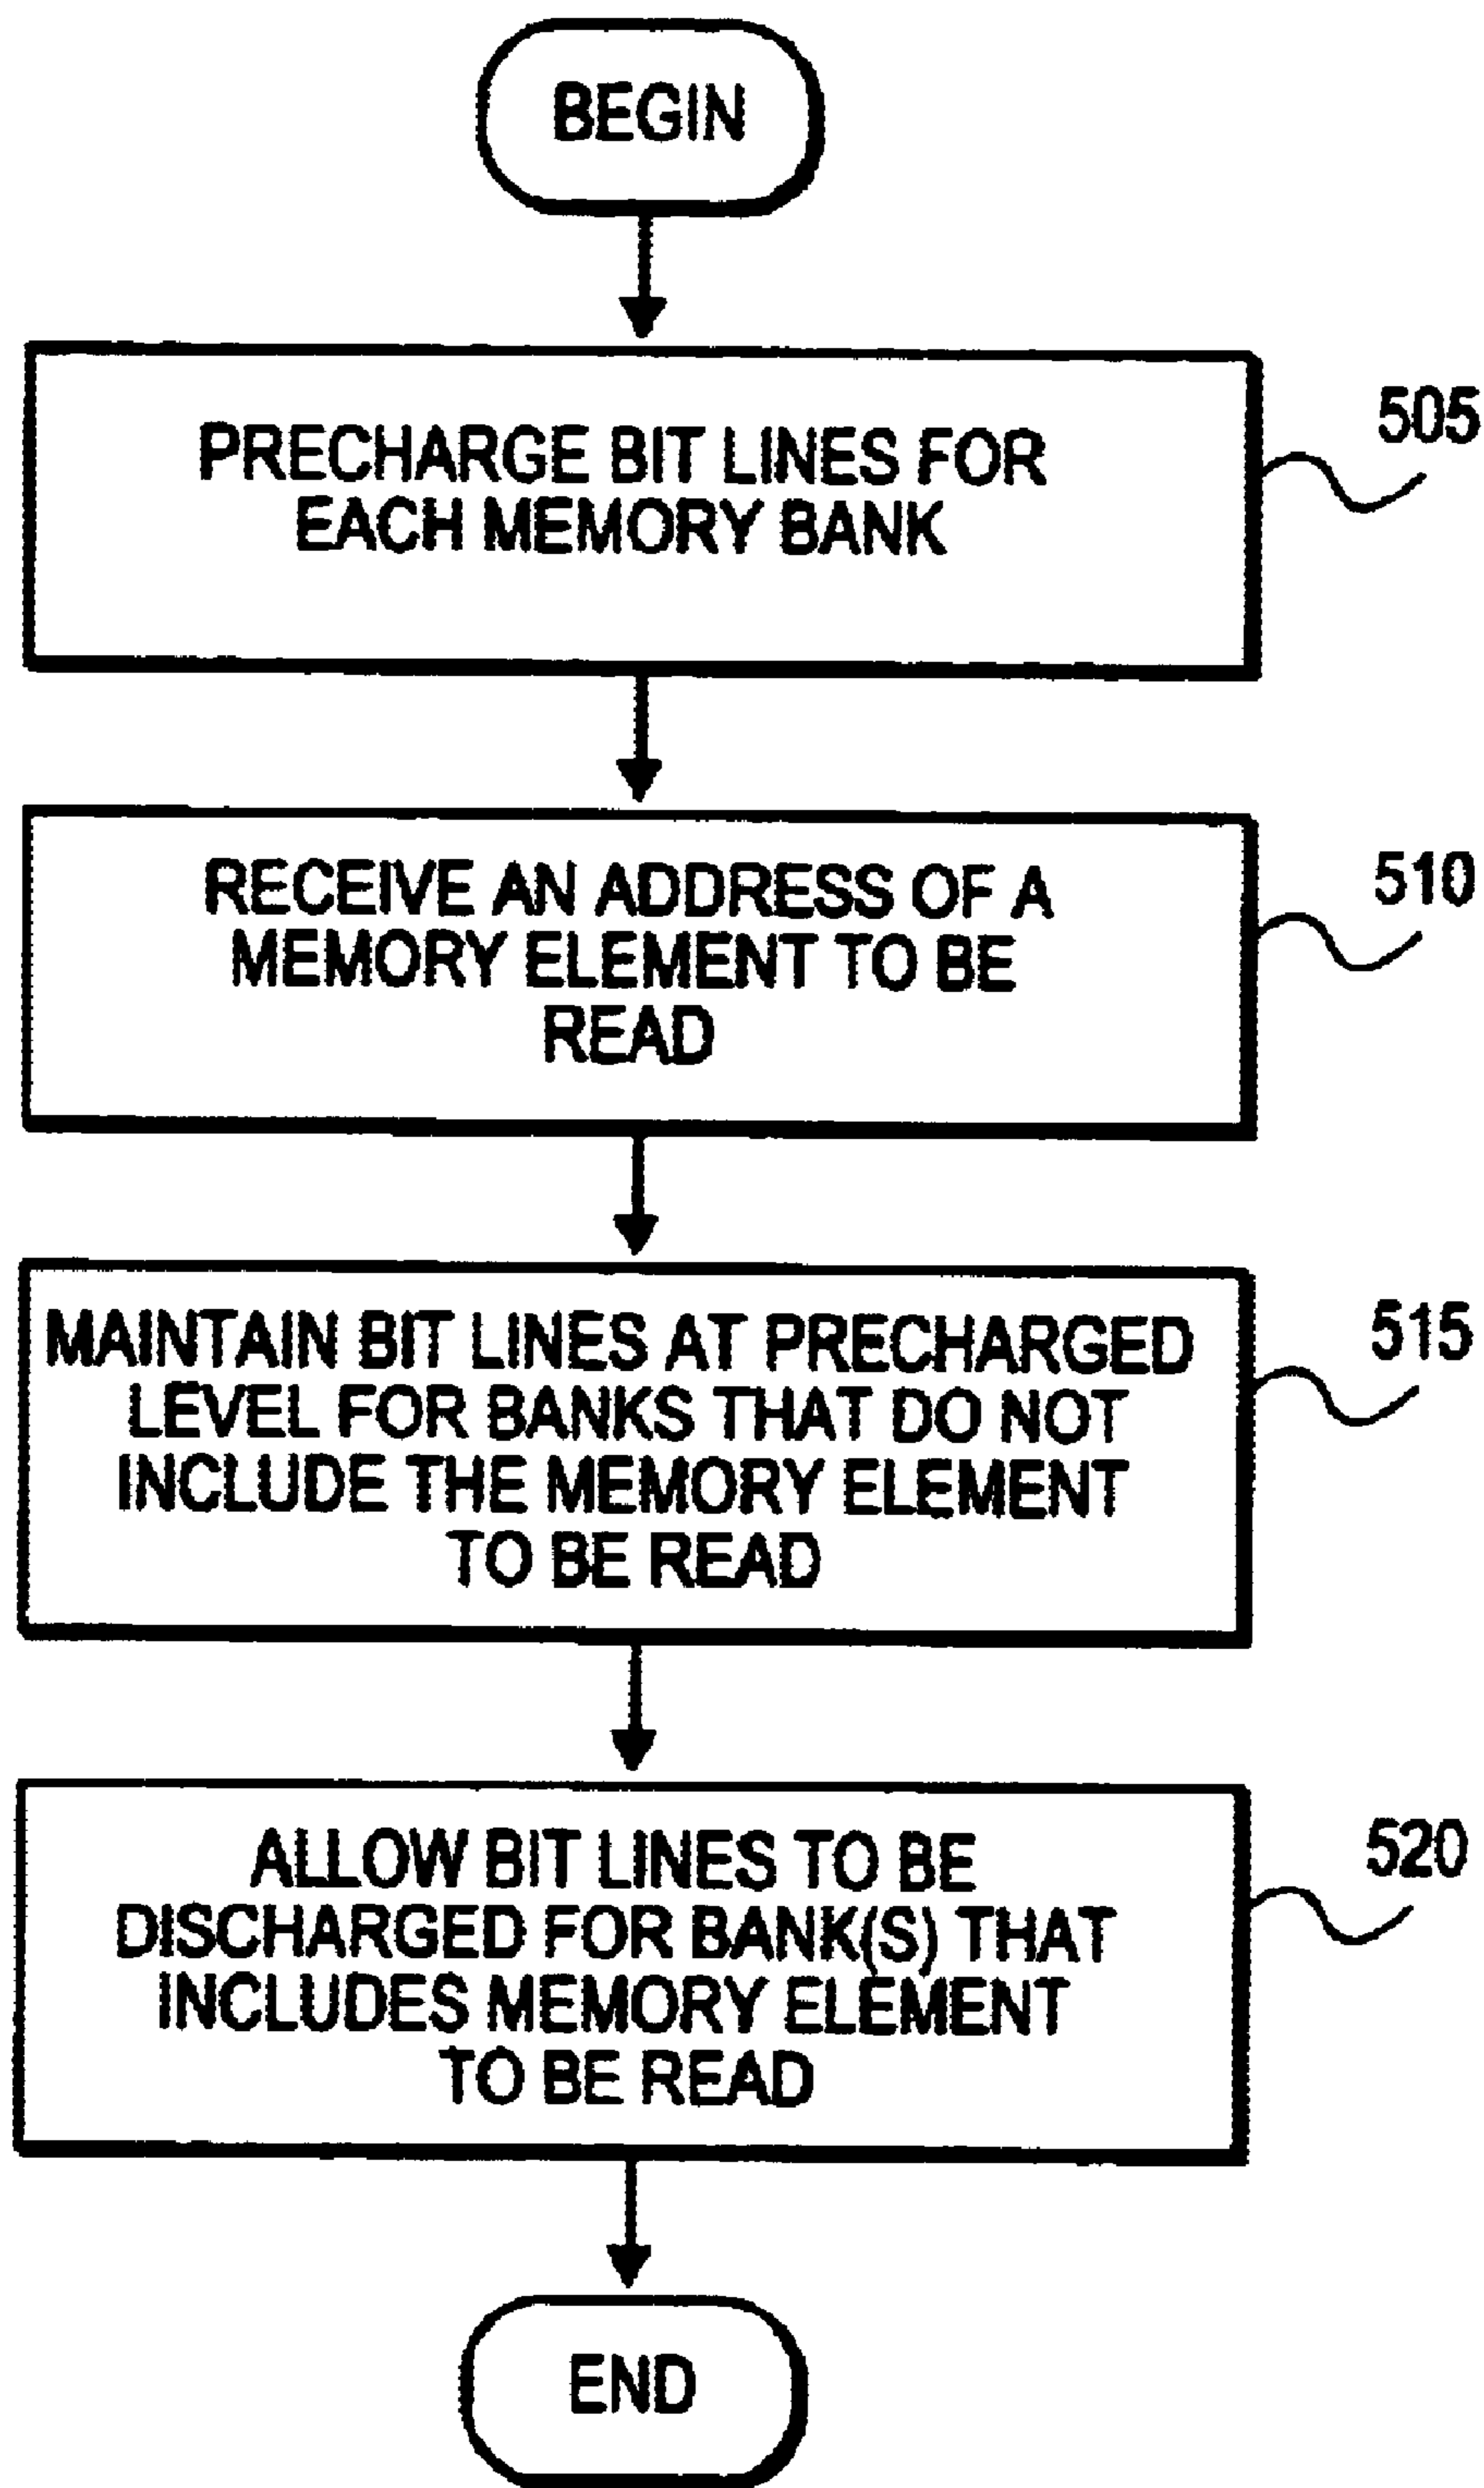 BEGIN
PRECHARGE BIT LINES FOR
EACH MEMORY BANK
505
RECEIVE AN ADDRESS OF A
MEMORY ELEMENT TO BE
READ
510
MAINTAIN BIT LINES AT PRECHARGED
LEVEL FOR BANKS THAT DO NOT
INCLUDE THE MEMORY ELEMENT
TO BE READ
515
ALLOW BIT LINES TO BE
DISCHARGED FOR BANK(S) THAT
INCLUDES MEMORY ELEMENT
TO BE READ
520
END